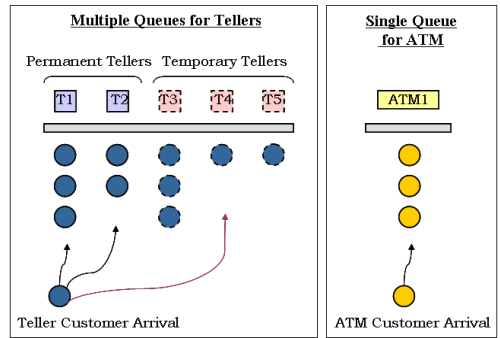 Multiple Queues for Tellers
Permanent Tellers
Temporary Tellers
T1
T2
T3
T4
T5
Teller Customer Arrival
Single Queue
for ATM
ATM1
ATM Customer Arrival